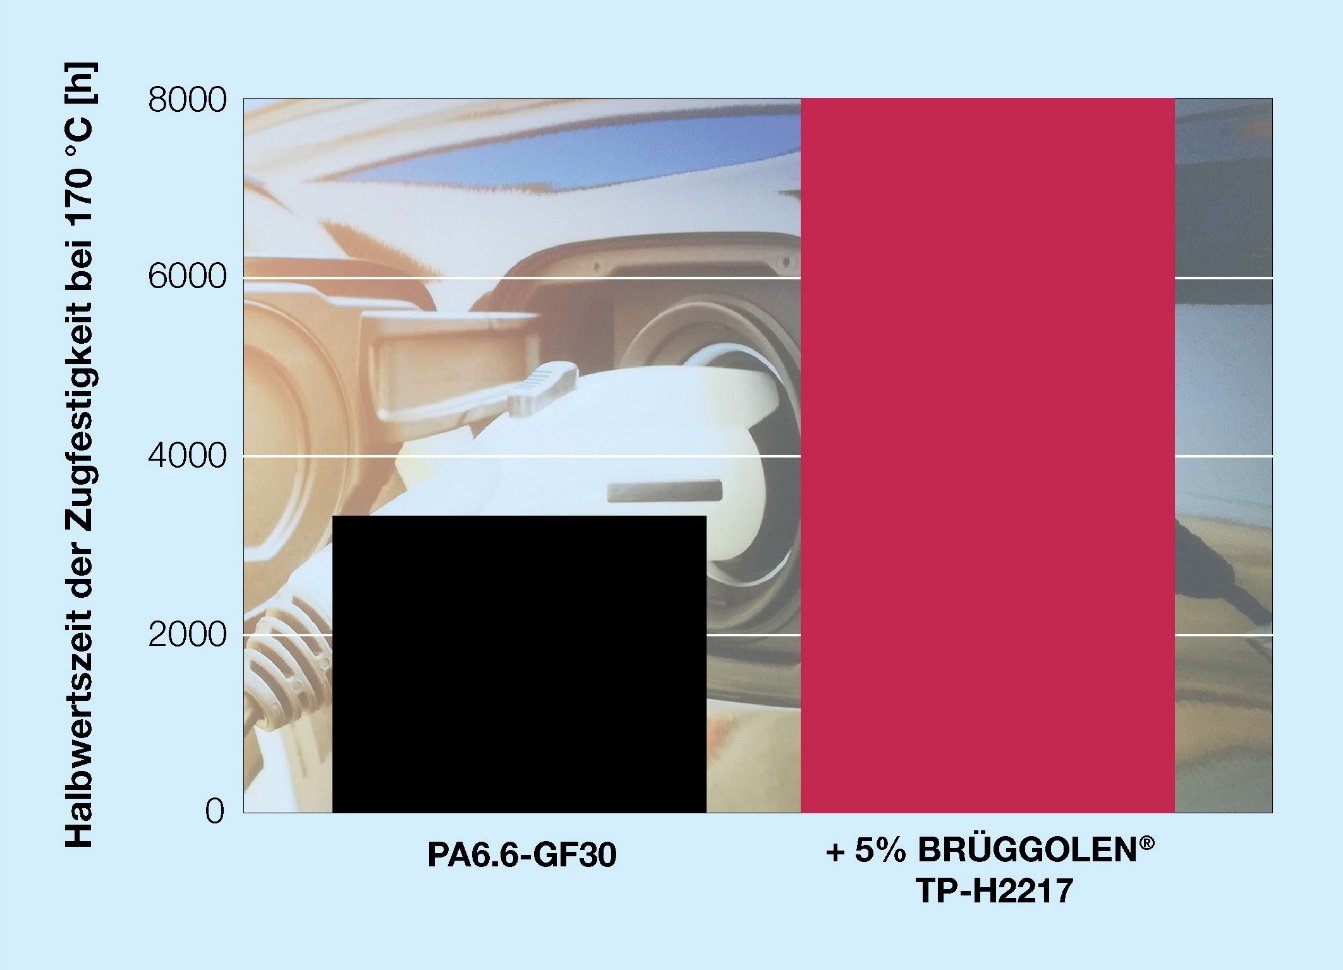 Halbwertszeit der Zugfestigkeit bei 170 °C [h]
8000
6000
4000
2000
0
PA6.6-GF30
+ 5% BRÜGGOLEN®
TP-H2217